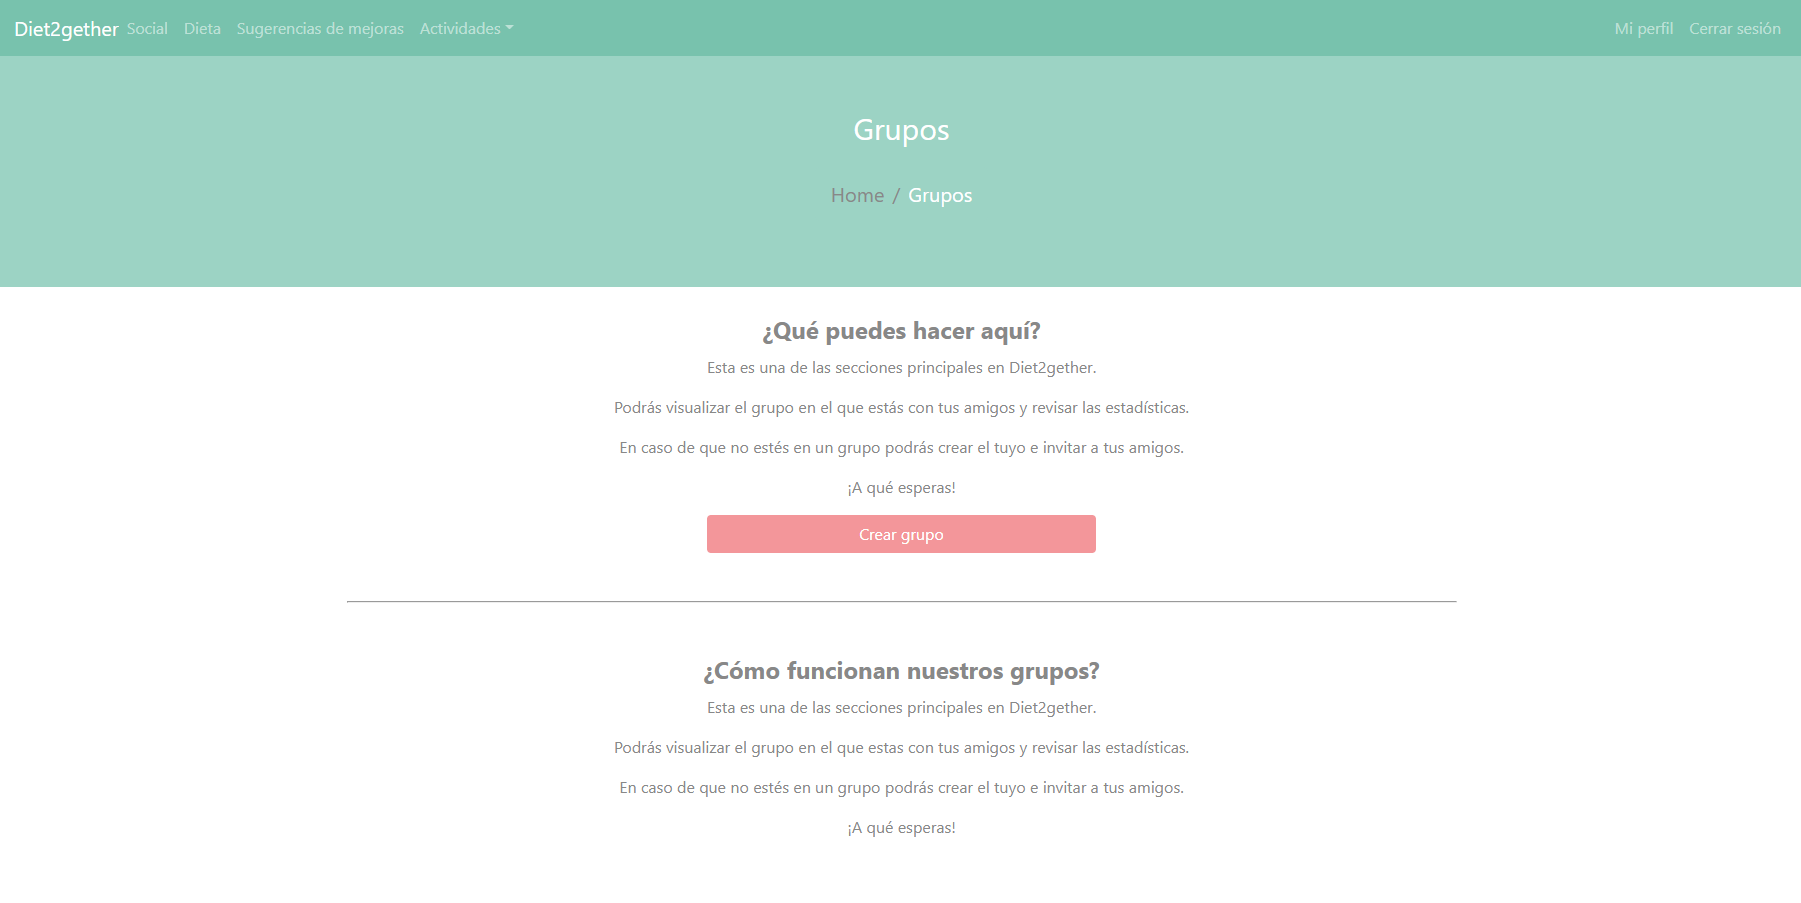 Diet2gether Social Dieta Sugerencias de mejoras Actividades Mi perfil Cerrar sesión
Grupos
Home / Grupos
¿Qué puedes hacer aquí?
Esta es una de las secciones principales en Diet2gether.
Podrás visualizar el grupo en el que estás con tus amigos y revisar las estadísticas.
En caso de que no estés en un grupo podrás crear el tuyo e invitar a tus amigos.
¡A qué esperas!
Crear grupo
¿Cómo funcionan nuestros grupos?
Esta es una de las secciones principales en Diet2gether.
Podrás visualizar el grupo en el que estas con tus amigos y revisar las estadísticas.
En caso de que no estés en un grupo podrás crear el tuyo e invitar a tus amigos.
¡A qué esperas!